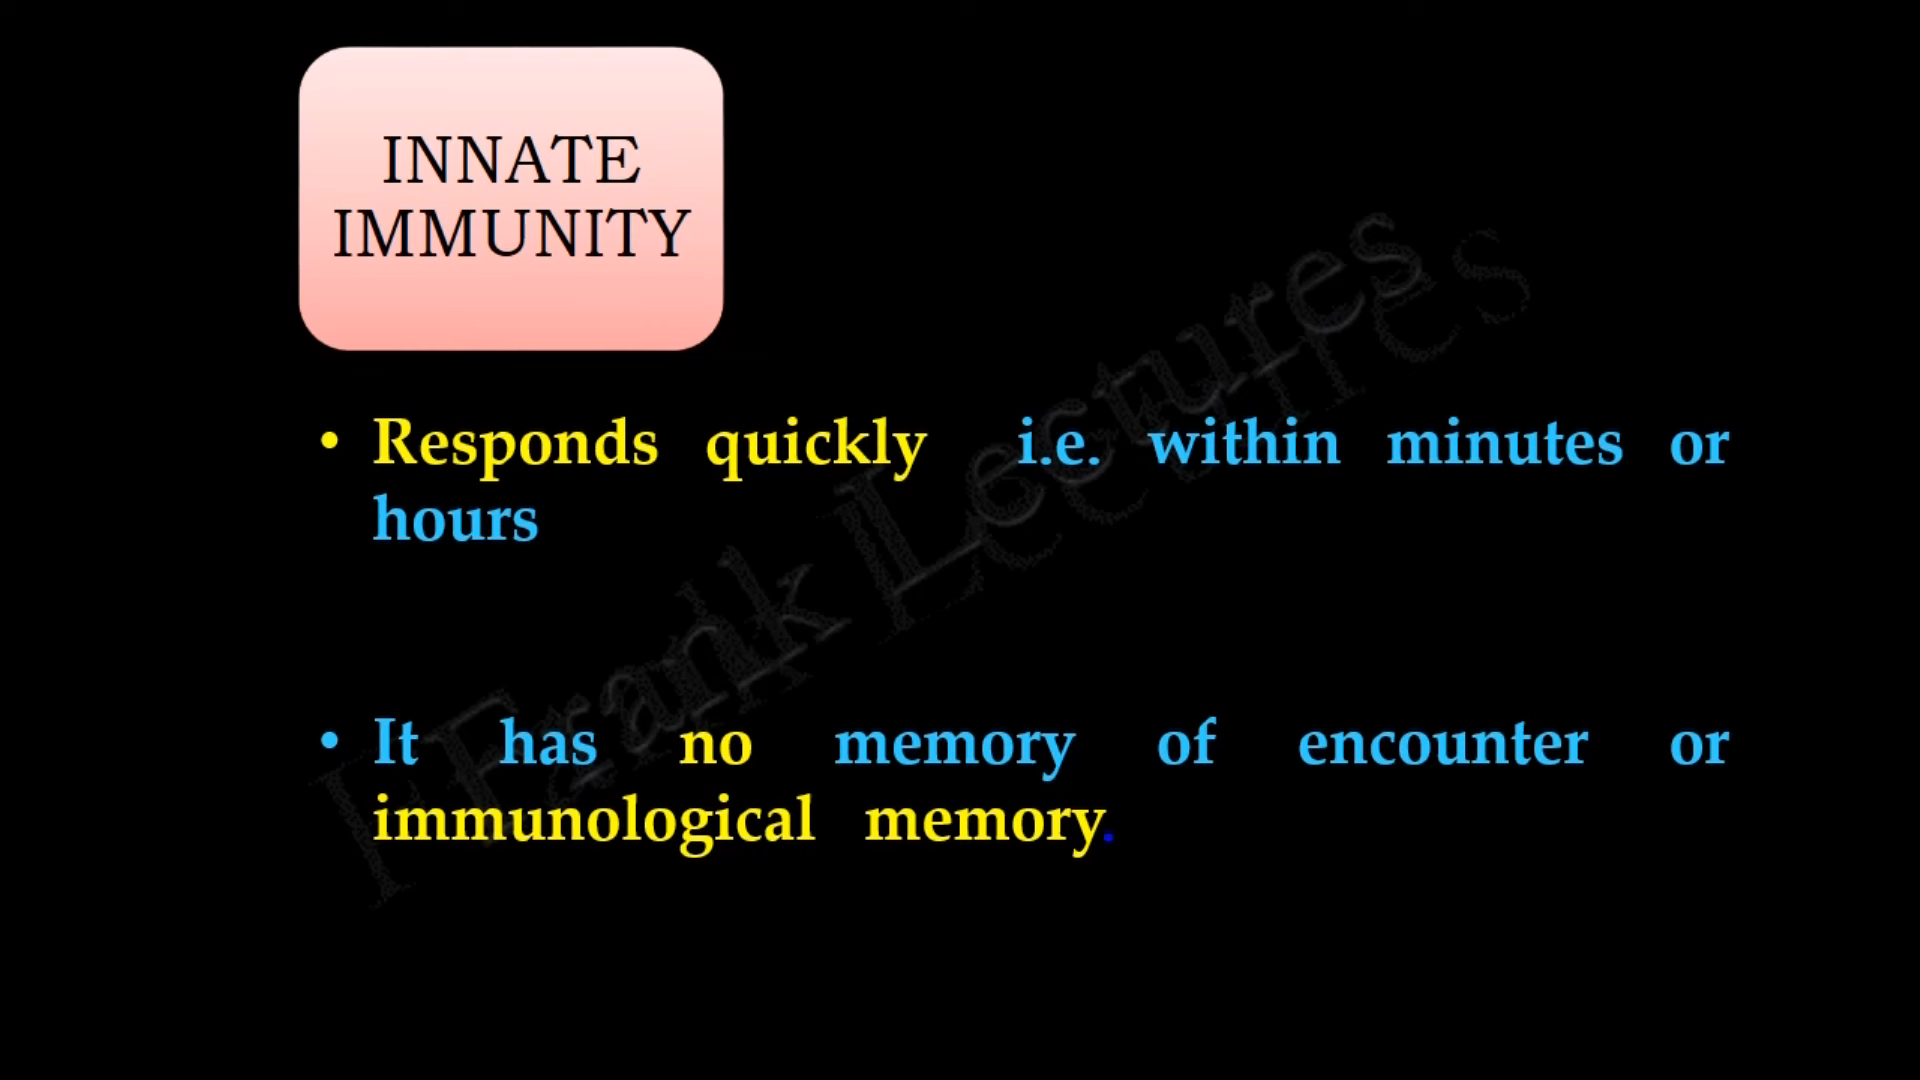 INNATE
IMMUNITY
• Responds quickly i.e. within minutes or
hours
• It has no memory of encounter or
immunological memory.
Frank Lectures